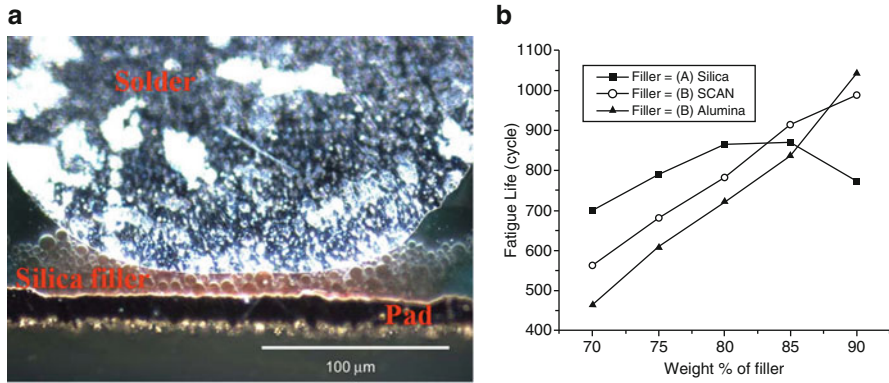 a
Solder
Silica filler
Pad
100 µm
b
1100
1000
900
800
700
600
500
400
Fatigue Life (cycle)
Filler = (A) Silica
Filler = (B) SCAN
Filler = (B) Alumina
70 75 80 85 90
Weight % of filler